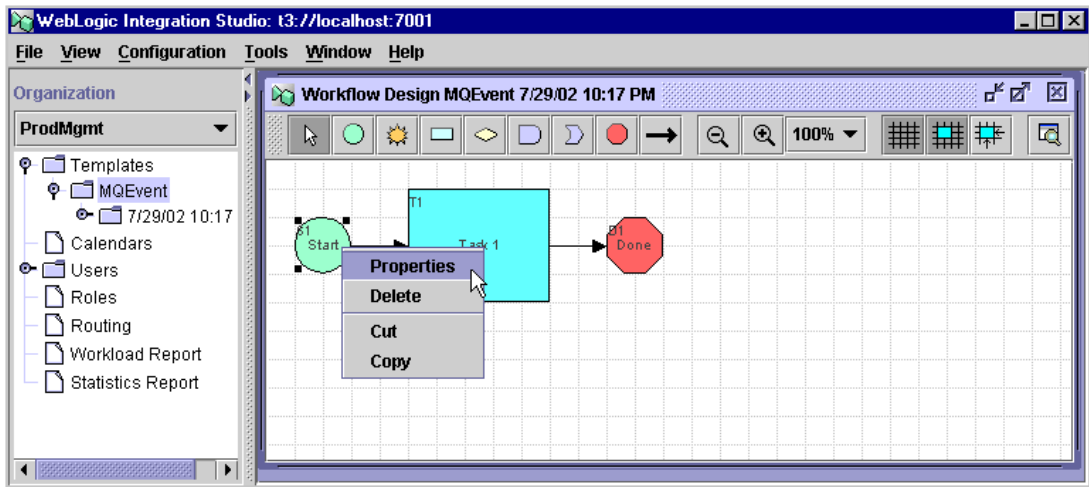 WebLogic Integration Studio: t3://localhost:7001
File View Configuration Tools Window Help
Organization
ProdMgmt
Templates
MQEvent
7/29/02 10:17
Calendars
Users
Roles
Routing
Workload Report
Statistics Report
Workflow Design MQEvent 7/29/02 10:17 PM
100%
S1
Start
T1
Task 1
D1
Done
Properties
Delete
Cut
Copy